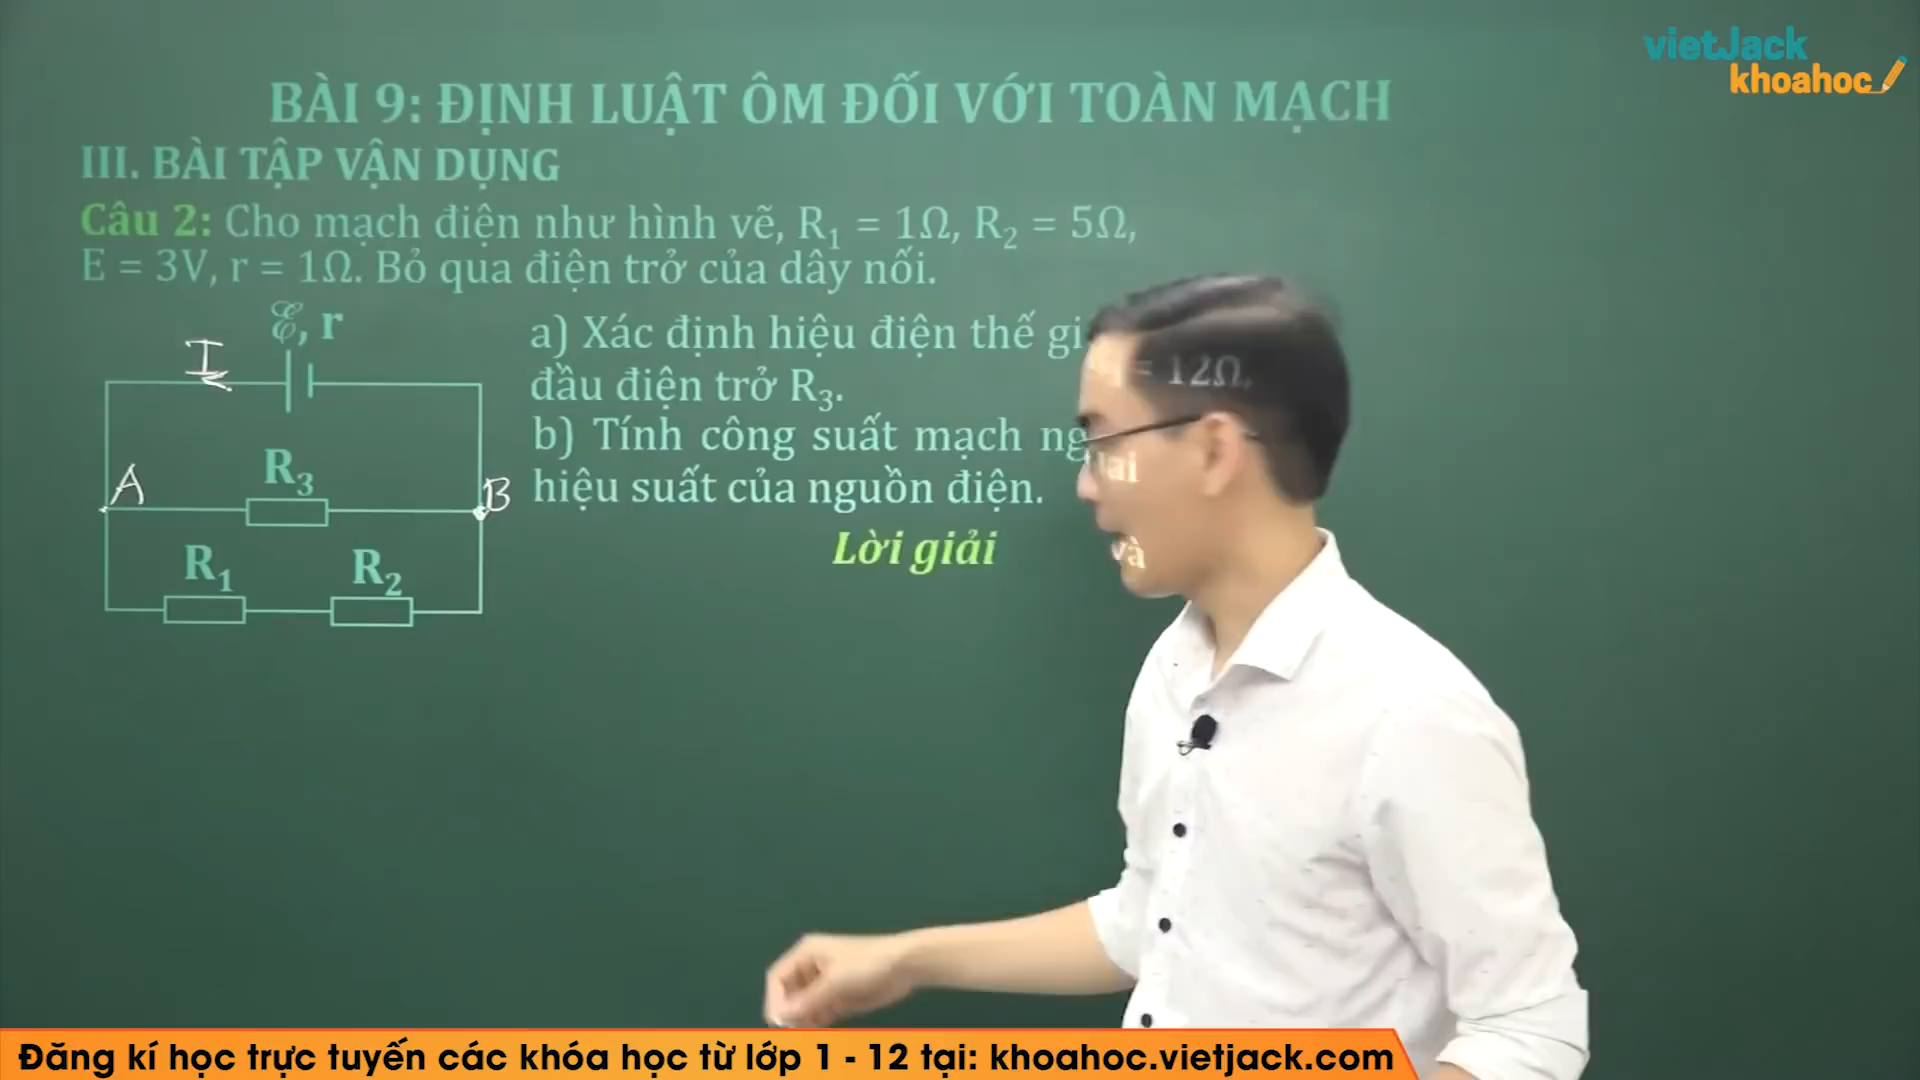 vietJack
khoahoc
BÀI 9: ĐỊNH LUẬT ÔM ĐỐI VỚI TOÀN MẠCH
III. BÀI TẬP VẬN DỤNG
Câu 2: Cho mạch điện như hình vẽ, R₁ = 1Ω, R₂ = 5Ω,
= 12Ω,
E = 3V, r = 1Ω. Bỏ qua điện trở của dây nối.
ℰ, r
I
a) Xác định hiệu điện thế gi
đầu điện trở R₃.
b) Tính công suất mạch ng
và
hiệu suất của nguồn điện.
A
R₃
B
R₁
R₂
Lời giải
Đăng kí học trực tuyến các khóa học từ lớp 1 - 12 tại: khoahoc.vietjack.com